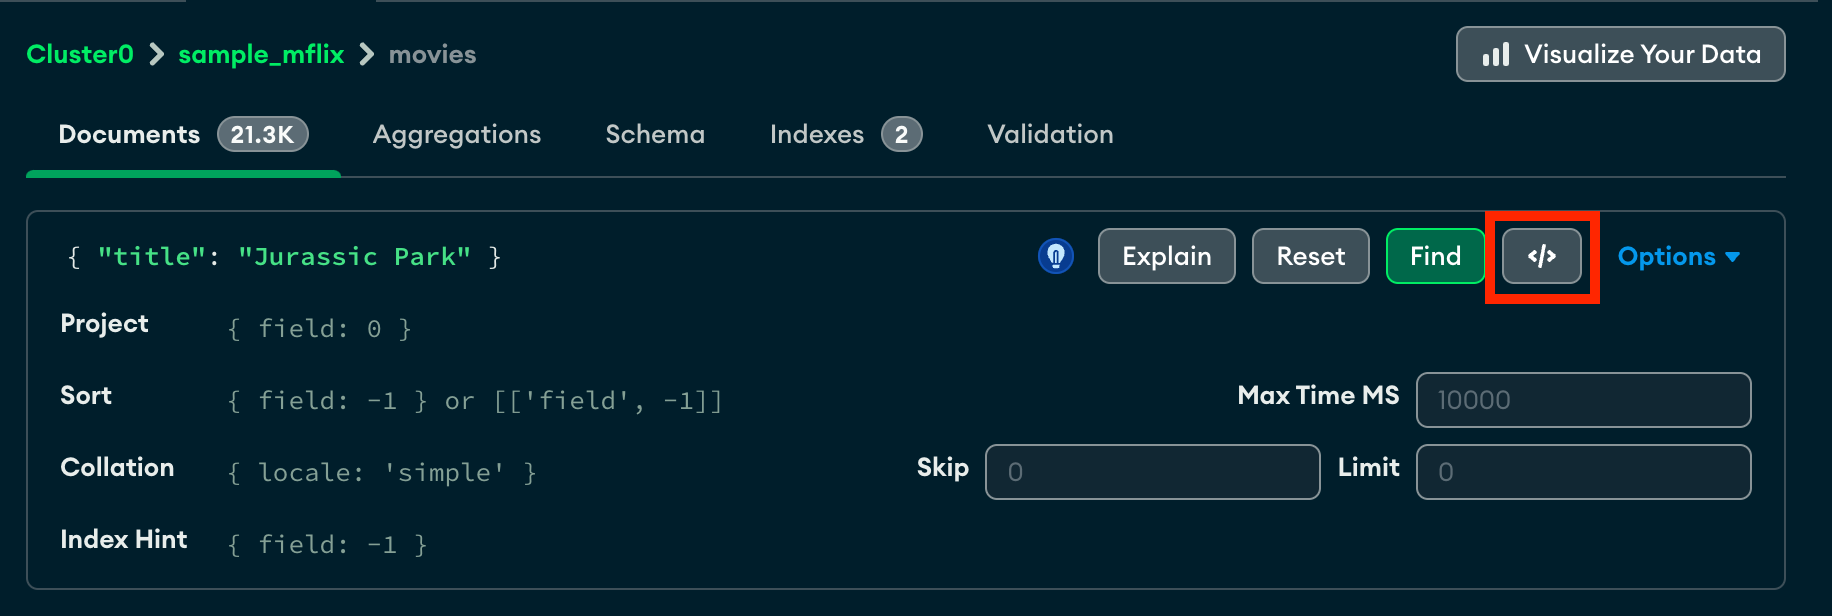 Cluster0 > sample_mflix > movies
Visualize Your Data
Documents 21.3K Aggregations Schema Indexes 2 Validation
{ "title": "Jurassic Park" }
Explain Reset Find </> Options
Project { field: 0 }
Sort { field: -1 } or [['field', -1]]
Max Time MS 10000
Collation { locale: 'simple' }
Skip 0 Limit 0
Index Hint { field: -1 }